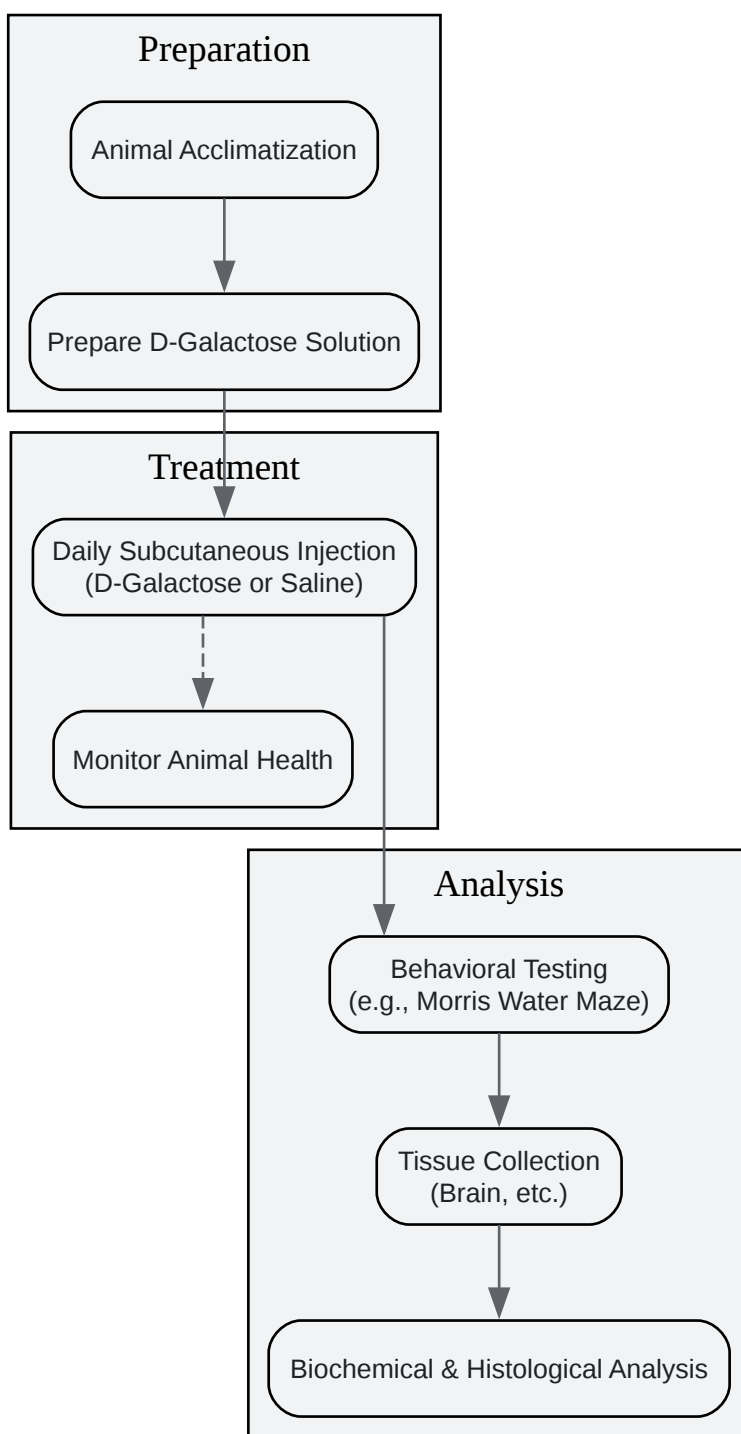 Preparation
Animal Acclimatization
Prepare D-Galactose Solution
Treatment
Daily Subcutaneous Injection
(D-Galactose or Saline)
Monitor Animal Health
Analysis
Behavioral Testing
(e.g., Morris Water Maze)
Tissue Collection
(Brain, etc.)
Biochemical & Histological Analysis